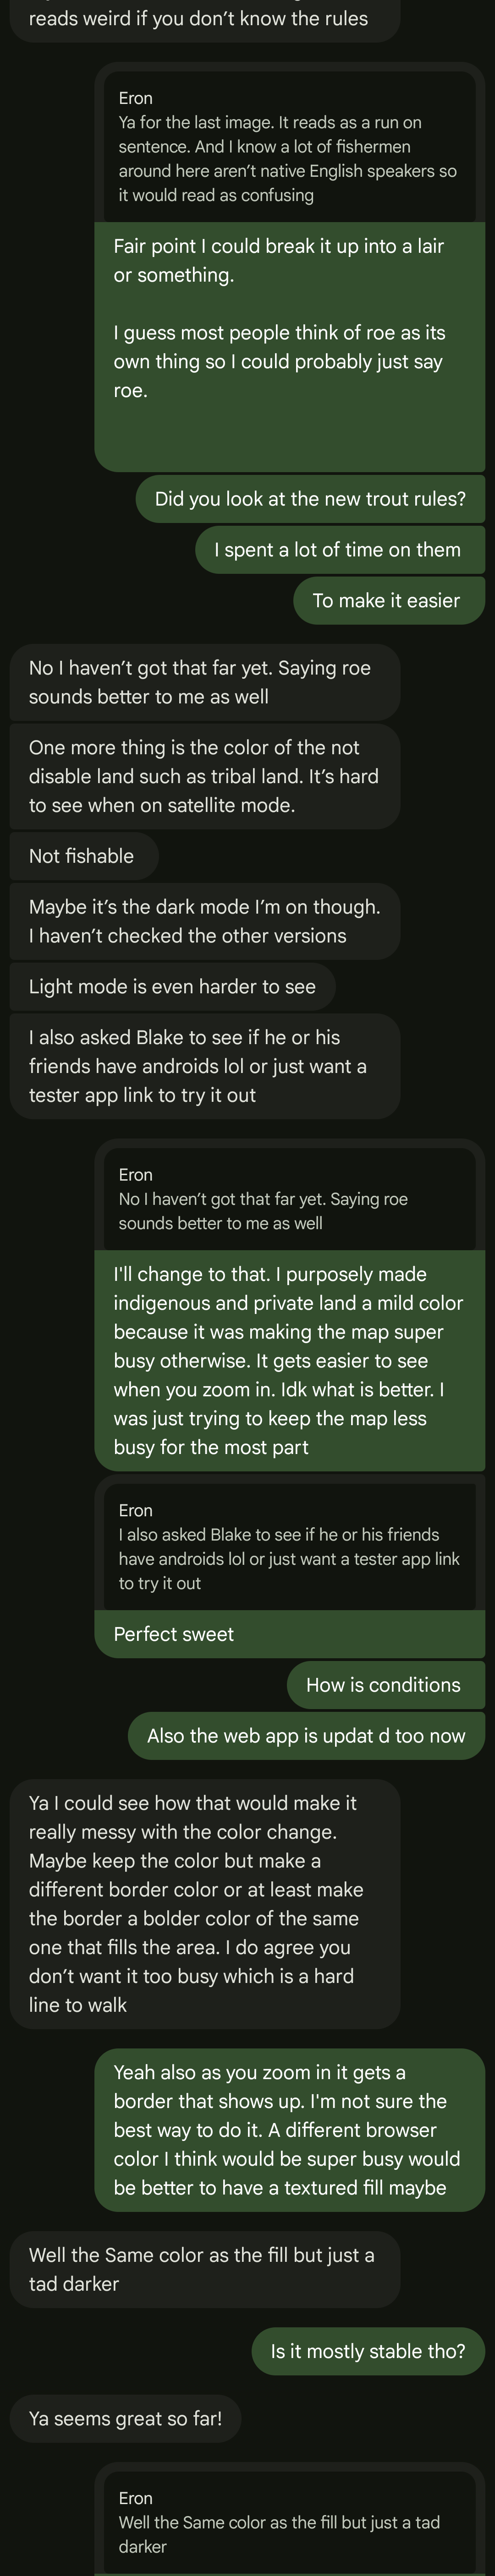 reads weird if you don’t know the rules
Eron
Ya for the last image. It reads as a run on
sentence. And I know a lot of fishermen
around here aren’t native English speakers so
it would read as confusing
Fair point I could break it up into a lair
or something.
I guess most people think of roe as its
own thing so I could probably just say
roe.
Did you look at the new trout rules?
I spent a lot of time on them
To make it easier
No I haven’t got that far yet. Saying roe
sounds better to me as well
One more thing is the color of the not
disable land such as tribal land. It’s hard
to see when on satellite mode.
Not fishable
Maybe it’s the dark mode I’m on though.
I haven’t checked the other versions
Light mode is even harder to see
I also asked Blake to see if he or his
friends have androids lol or just want a
tester app link to try it out
Eron
No I haven’t got that far yet. Saying roe
sounds better to me as well
I'll change to that. I purposely made
indigenous and private land a mild color
because it was making the map super
busy otherwise. It gets easier to see
when you zoom in. Idk what is better. I
was just trying to keep the map less
busy for the most part
Eron
I also asked Blake to see if he or his friends
have androids lol or just want a tester app link
to try it out
Perfect sweet
How is conditions
Also the web app is updat d too now
Ya I could see how that would make it
really messy with the color change.
Maybe keep the color but make a
different border color or at least make
the border a bolder color of the same
one that fills the area. I do agree you
don’t want it too busy which is a hard
line to walk
Yeah also as you zoom in it gets a
border that shows up. I'm not sure the
best way to do it. A different browser
color I think would be super busy would
be better to have a textured fill maybe
Well the Same color as the fill but just a
tad darker
Is it mostly stable tho?
Ya seems great so far!
Eron
Well the Same color as the fill but just a tad
darker